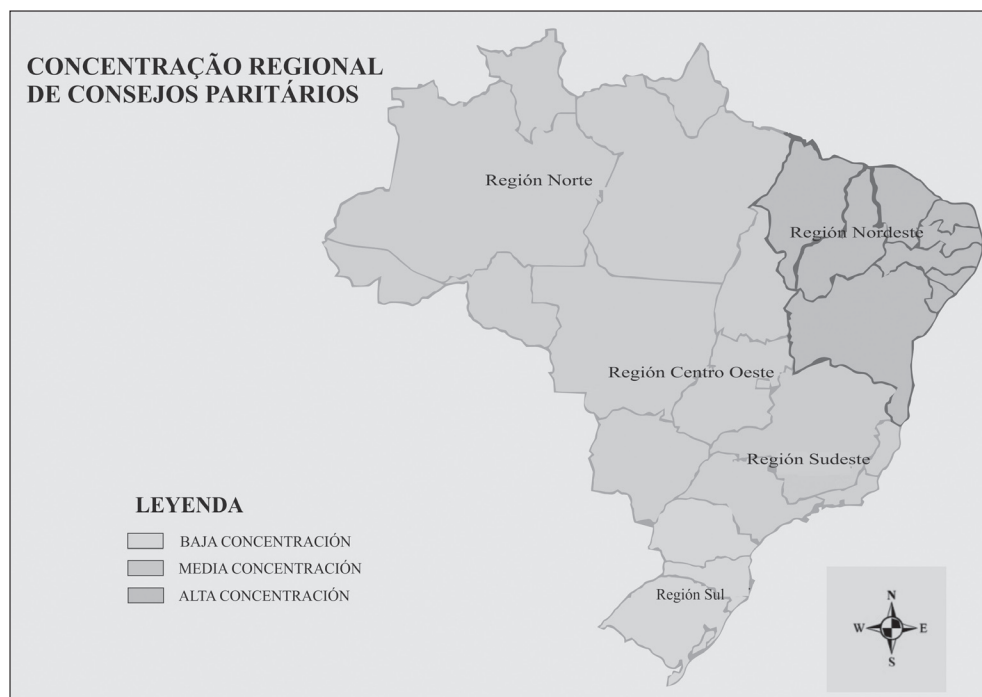 CONCENTRAÇÃO REGIONAL
DE CONSEJOS PARITÁRIOS
Región Norte
Región Nordeste
Región Centro Oeste
Región Sudeste
LEYENDA
BAJA CONCENTRACIÓN
MEDIA CONCENTRACIÓN
ALTA CONCENTRACIÓN
Región Sul
N
W E
S